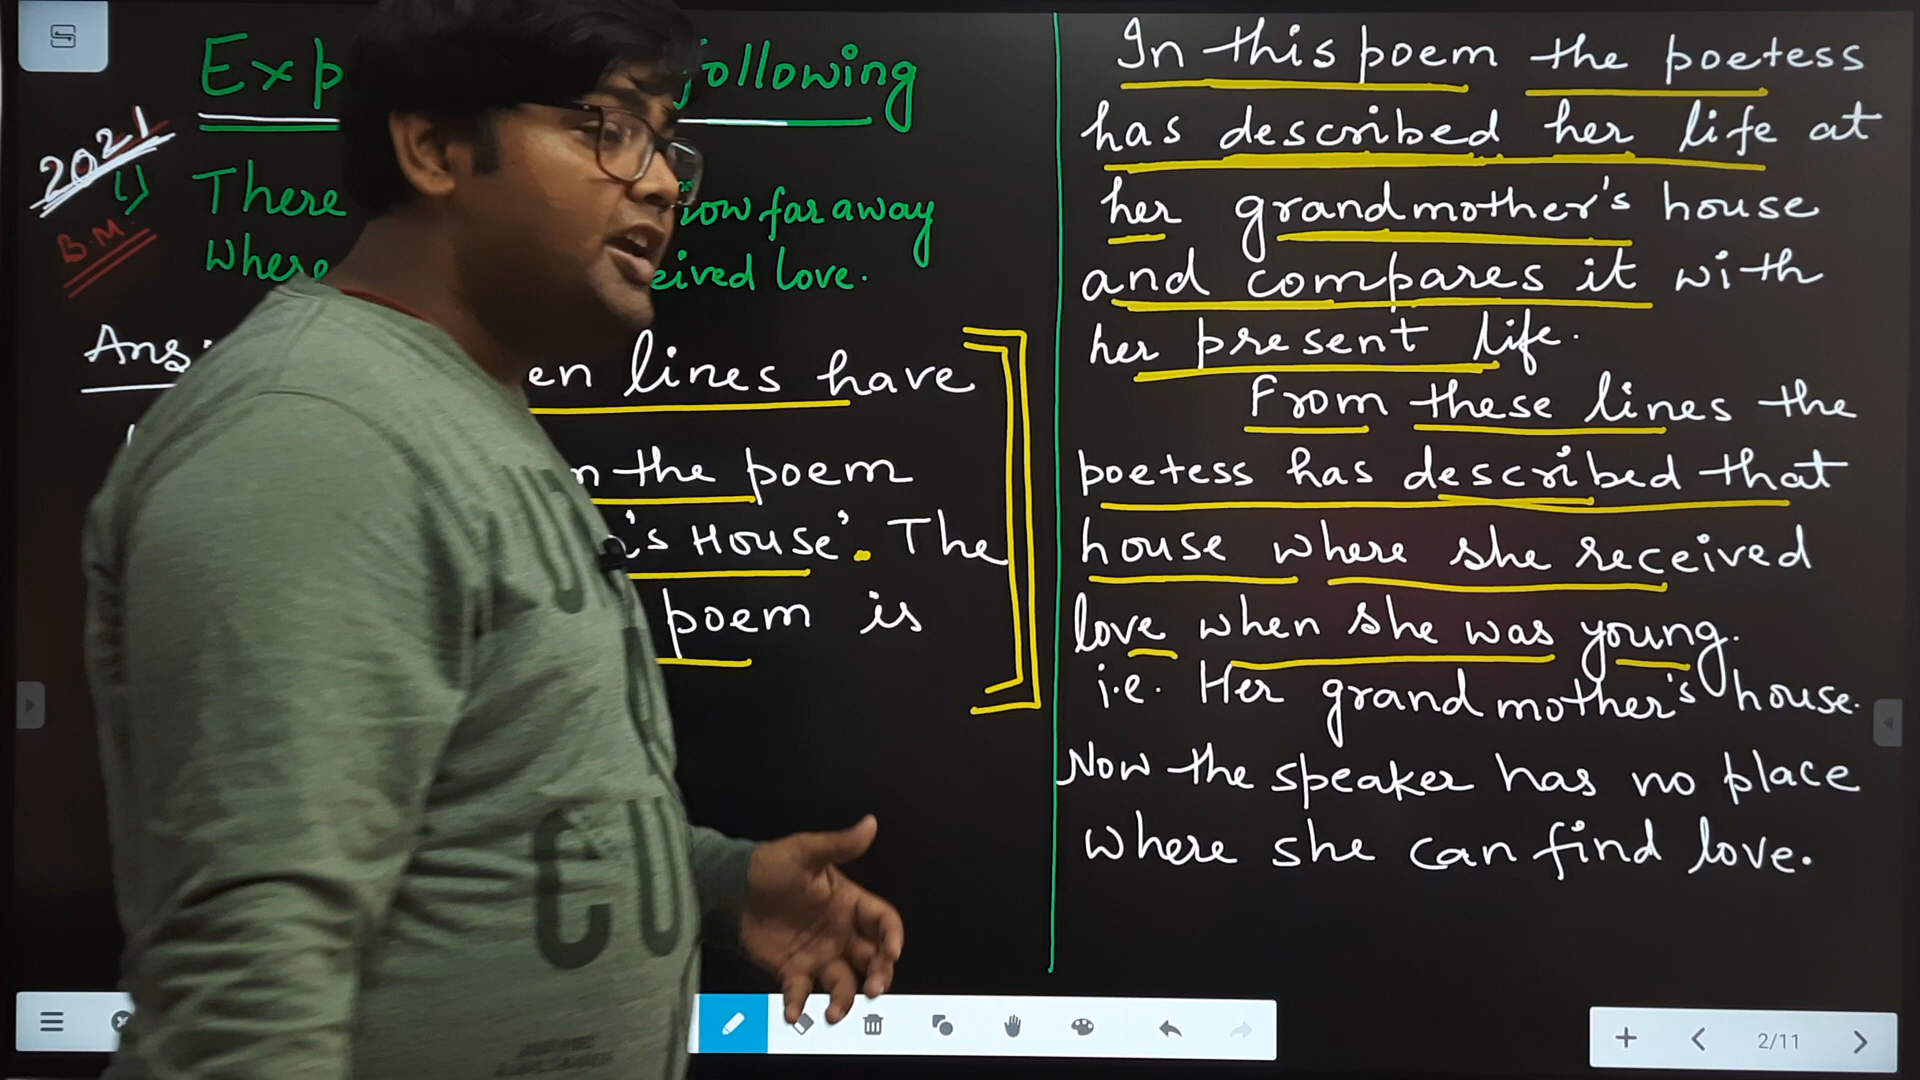 Exp following
2021
1) There now far away
B.M.
Where eived love.
Ans: en lines have
n the poem
's House'. The
poem is
In this poem the poetess
has described her life at
her grandmother's house
and compares it with
her present life.
From these lines the
poetess has described that
house where she received
love when she was young.
i.e. Her grandmother's house.
Now the speaker has no place
where she can find love.
2/11